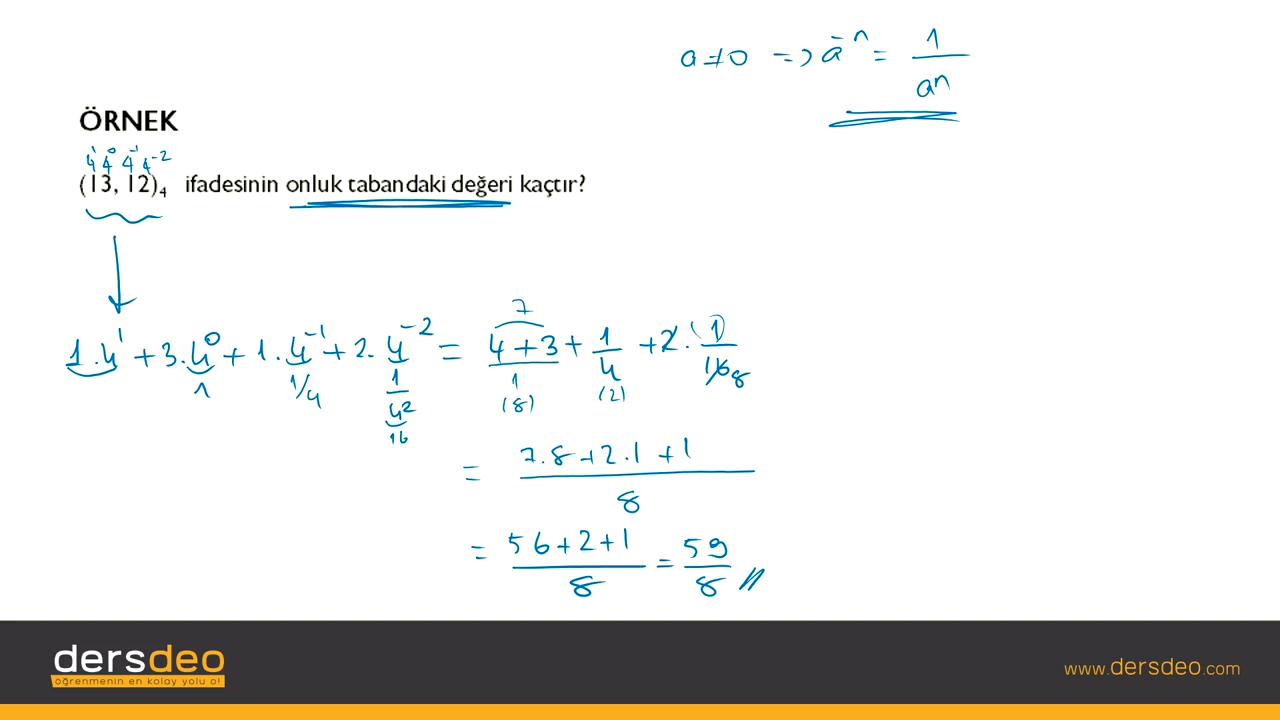 a ≠ 0 => a⁻ⁿ = 1/aⁿ
ÖRNEK
4¹ 4⁰ 4⁻¹ 4⁻²
(13, 12)₄ ifadesinin onluk tabandaki değeri kaçtır?
1.4¹ + 3.4⁰ + 1.4⁻¹ + 2.4⁻² = 4+3 + 1/4 + 2.1/16
7
1 1/4 1/4² 16
1 (8) (2) 8
= 7.8+2.1+1 / 8
= 56+2+1 / 8 = 59/8 //
dersdeo
öğrenmenin en kolay yolu o!
www.dersdeo.com